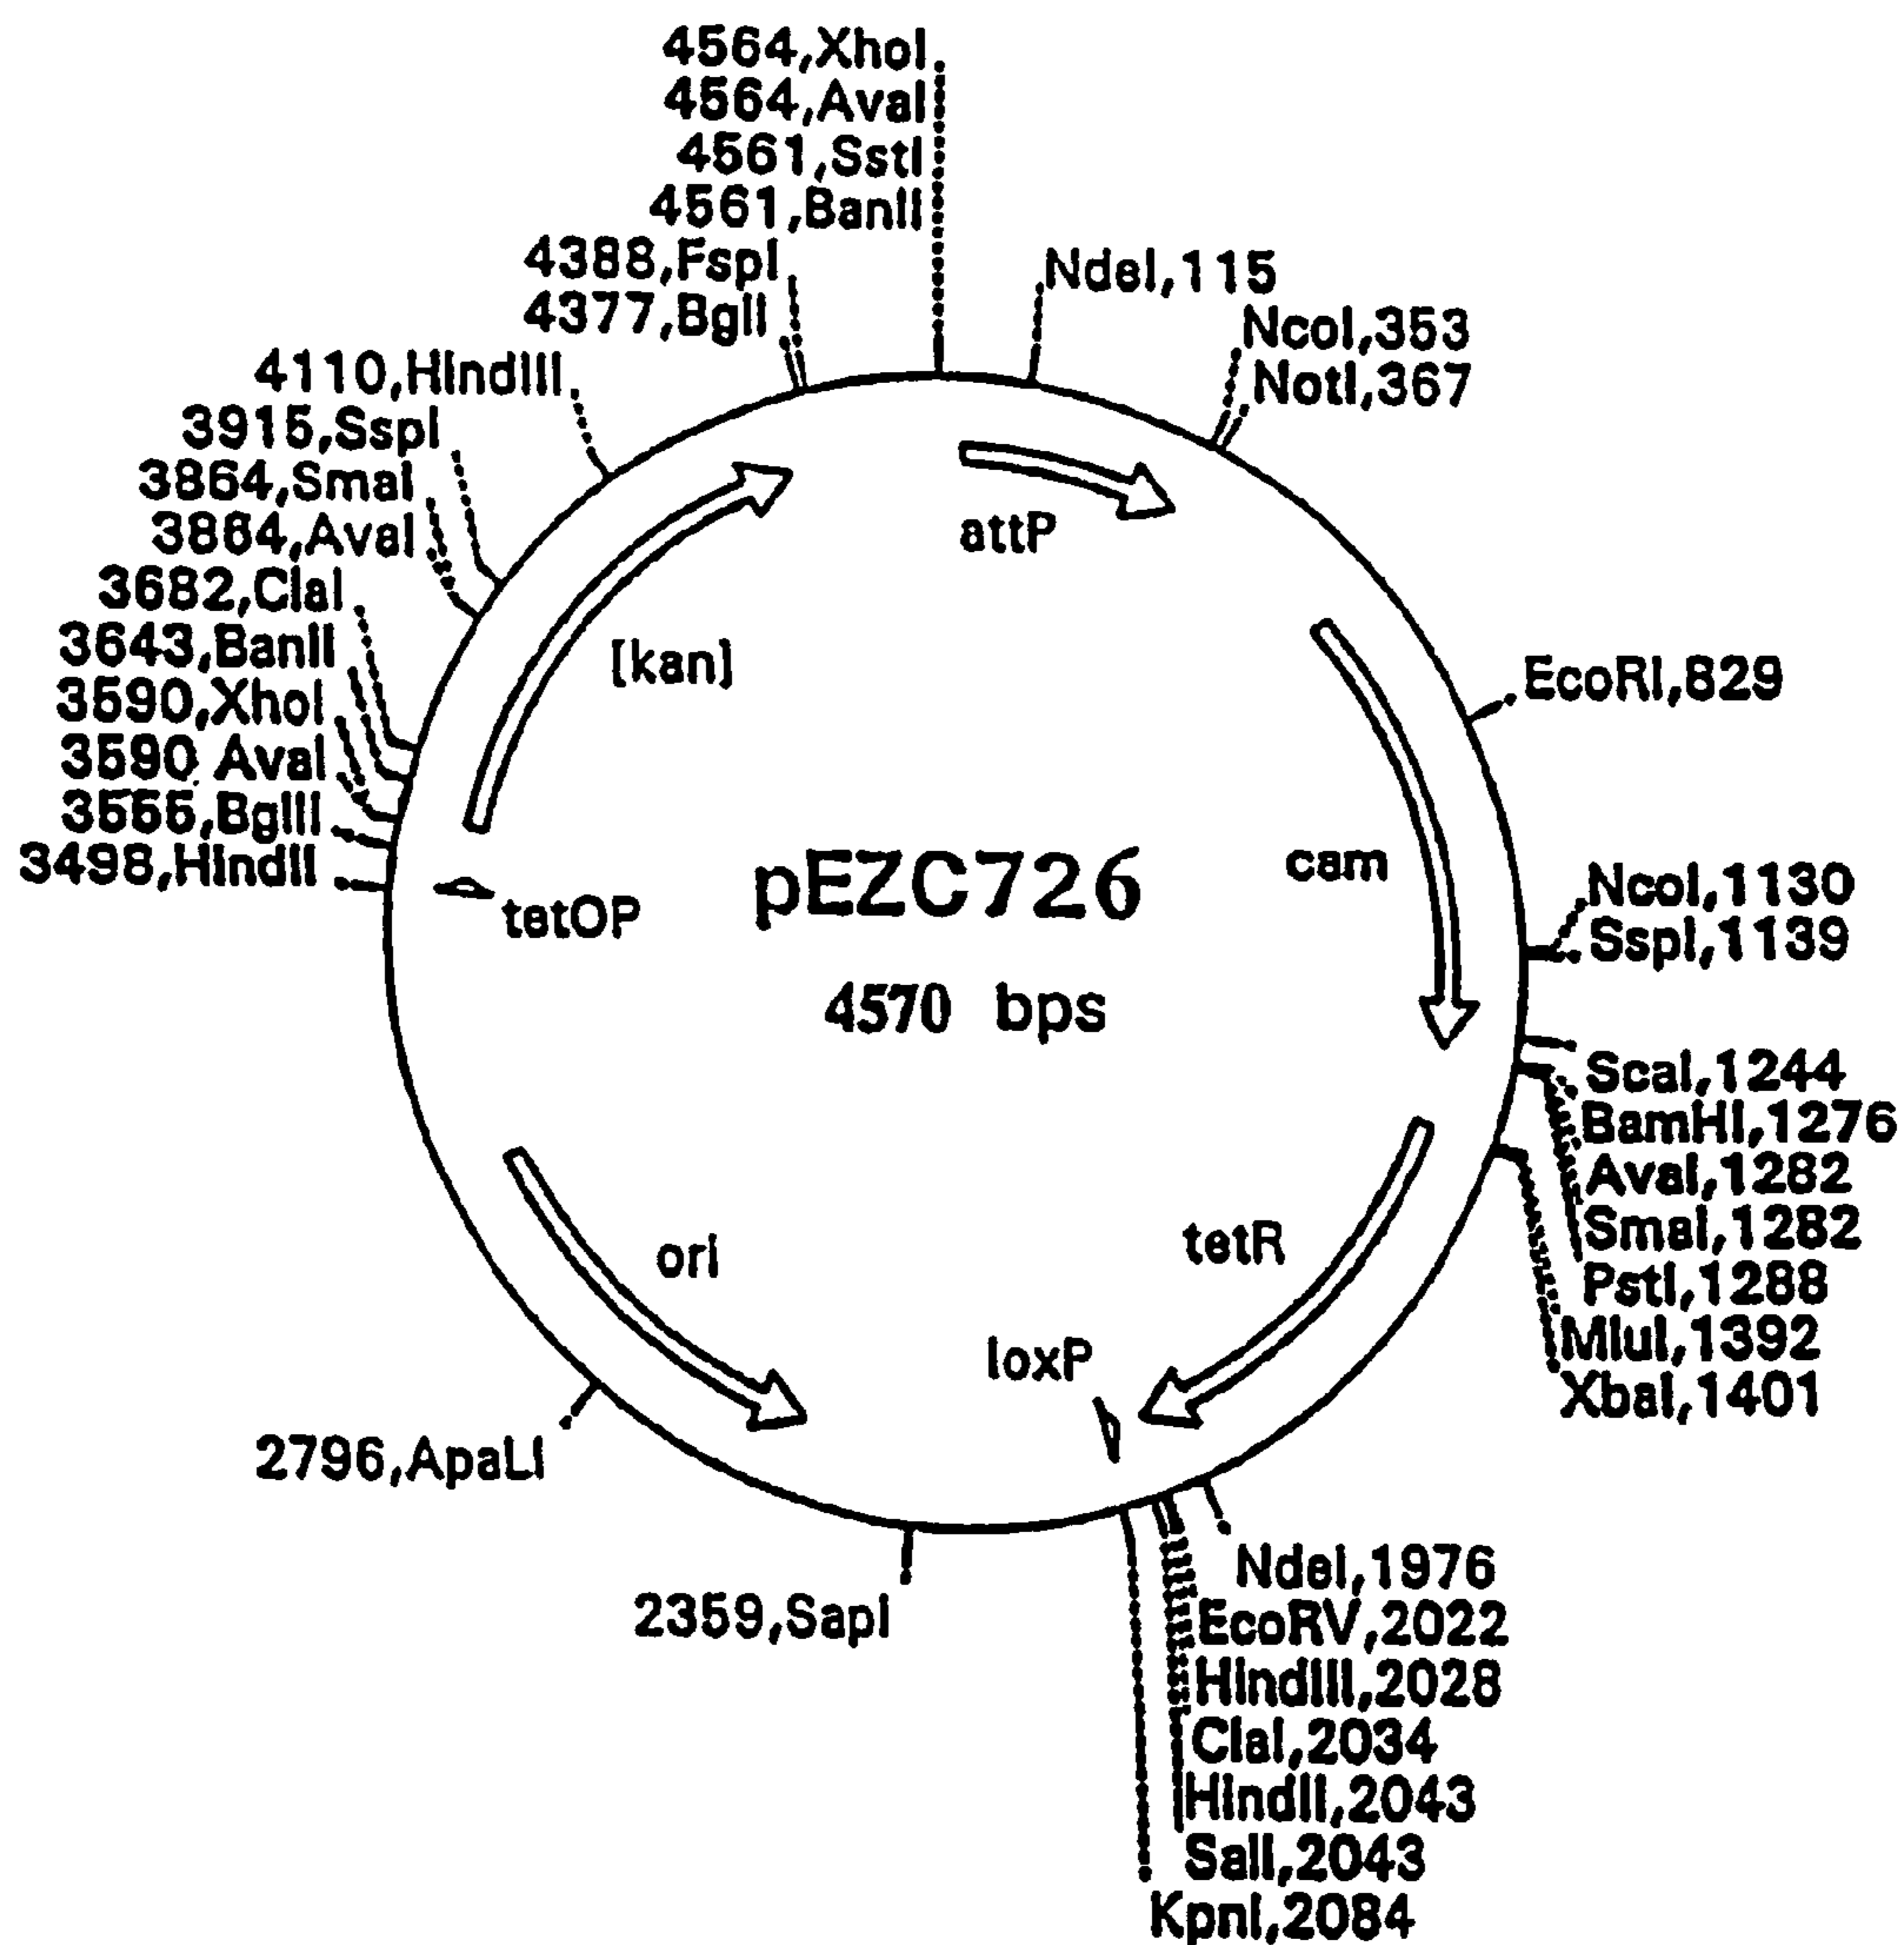 4564,XhoI
4564,AvaI
4561,SstI
4561,BanII
4388,FspI
4377,BglI
4110,HindIII
3915,SspI
3864,SmaI
3864,AvaI
3682,ClaI
3643,BanII
3590,XhoI
3590 AvaI
3555,BglII
3498,HindII
NdeI,115
NcoI,353
NotI,367
EcoRI,829
NcoI,1130
SspI,1139
ScaI,1244
BamHI,1276
AvaI,1282
SmaI,1282
PstI,1288
MluI,1392
XbaI,1401
attP
[kan]
cam
tetOP
pEZC726
4570 bps
tetR
ori
loxP
2796,ApaLI
2359,SapI
NdeI,1976
EcoRV,2022
HindIII,2028
ClaI,2034
HindII,2043
SalI,2043
KpnI,2084